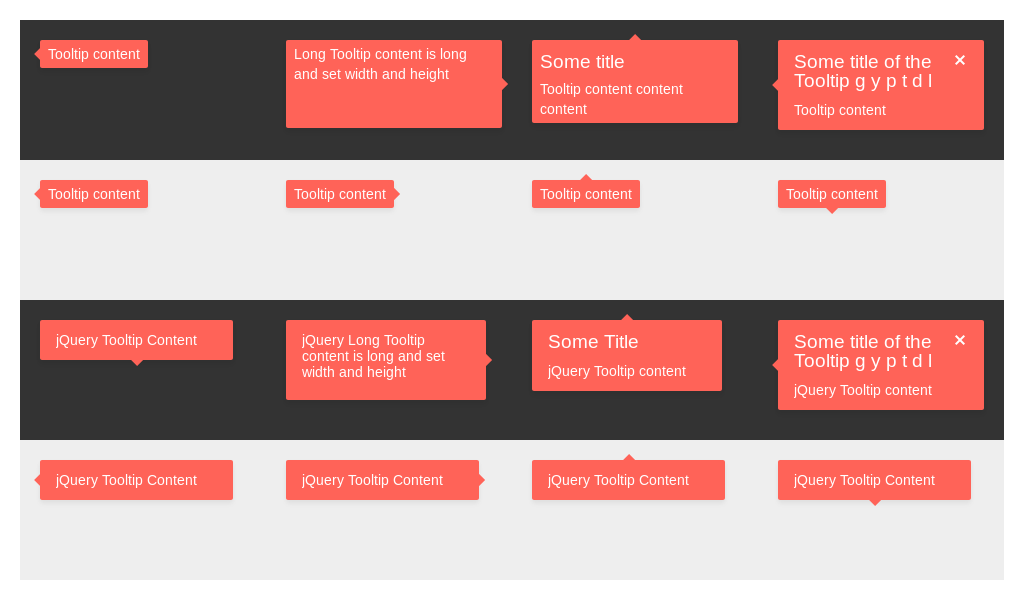 Tooltip content
Long Tooltip content is long
and set width and height
Some title
Tooltip content content
content
Some title of the
Tooltip g y p t d l
Tooltip content
Tooltip content
Tooltip content
Tooltip content
Tooltip content
jQuery Tooltip Content
jQuery Long Tooltip
content is long and set
width and height
Some Title
jQuery Tooltip content
Some title of the
Tooltip g y p t d l
jQuery Tooltip content
jQuery Tooltip Content
jQuery Tooltip Content
jQuery Tooltip Content
jQuery Tooltip Content